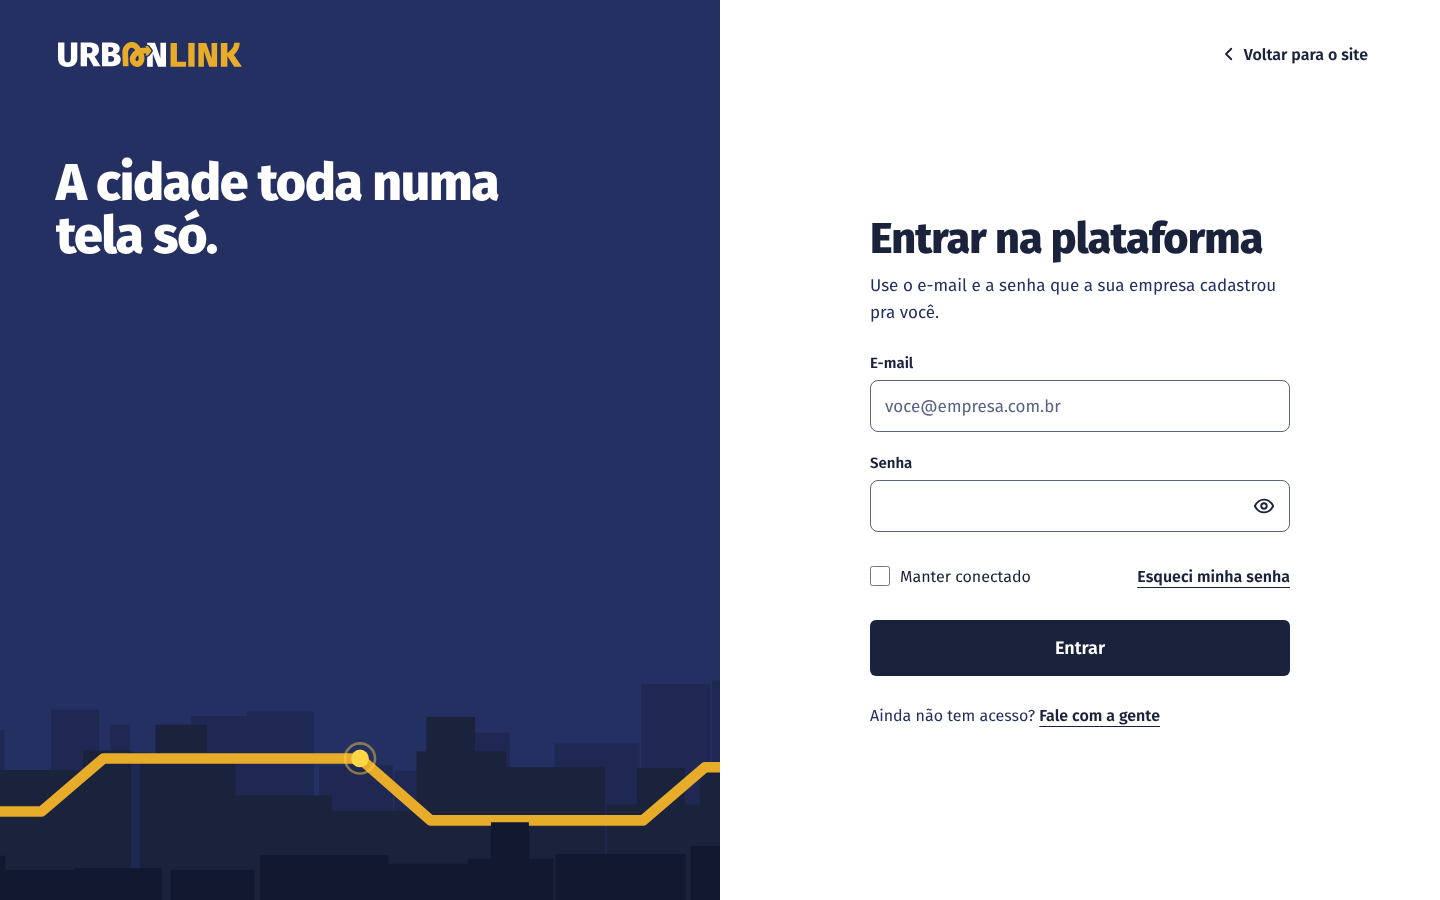 URBANLINK
Voltar para o site
A cidade toda numa
tela só.
Entrar na plataforma
Use o e-mail e a senha que a sua empresa cadastrou
pra você.
E-mail
voce@empresa.com.br
Senha
Manter conectado
Esqueci minha senha
Entrar
Ainda não tem acesso? Fale com a gente